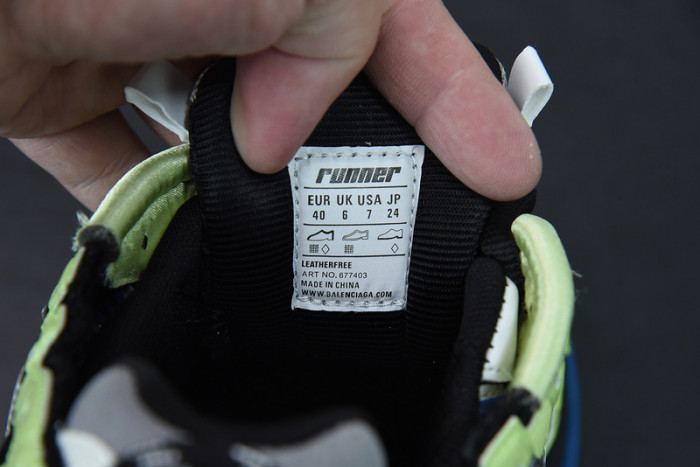 runner
EUR UK USA JP
40 6 7 24
LEATHERFREE
ART NO. 677403
MADE IN CHINA
WWW.BALENCIAGA.COM